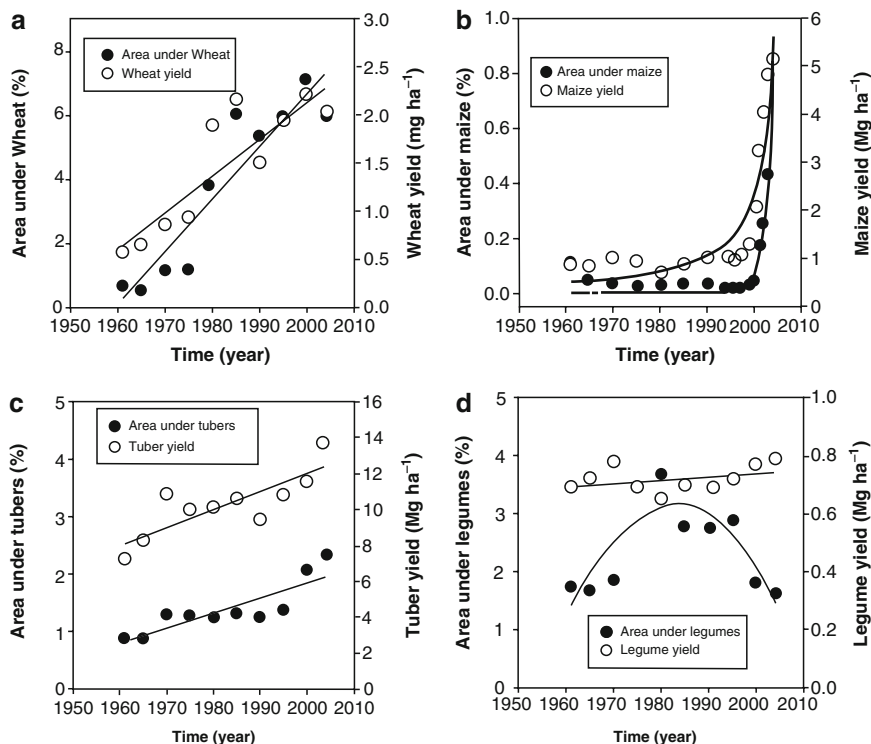 a
Area under Wheat (%)
8
6
4
2
0
Area under Wheat
Wheat yield
3.0
2.5
2.0
1.5
1.0
0.5
0.0
Wheat yield (mg ha⁻¹)
1950 1960 1970 1980 1990 2000 2010
Time (year)
b
Area under maize (%)
1.0
0.8
0.6
0.4
0.2
0.0
Area under maize
Maize yield
6
5
4
3
2
1
0
Maize yield (Mg ha⁻¹)
1950 1960 1970 1980 1990 2000 2010
Time (year)
c
Area under tubers (%)
5
4
3
2
1
0
Area under tubers
Tuber yield
16
14
12
10
8
6
4
2
0
Tuber yield (Mg ha⁻¹)
1950 1960 1970 1980 1990 2000 2010
Time (year)
d
Area under legumes (%)
5
4
3
2
1
0
Area under legumes
Legume yield
1.0
0.8
0.6
0.4
0.2
0.0
Legume yield (Mg ha⁻¹)
1950 1960 1970 1980 1990 2000 2010
Time (year)